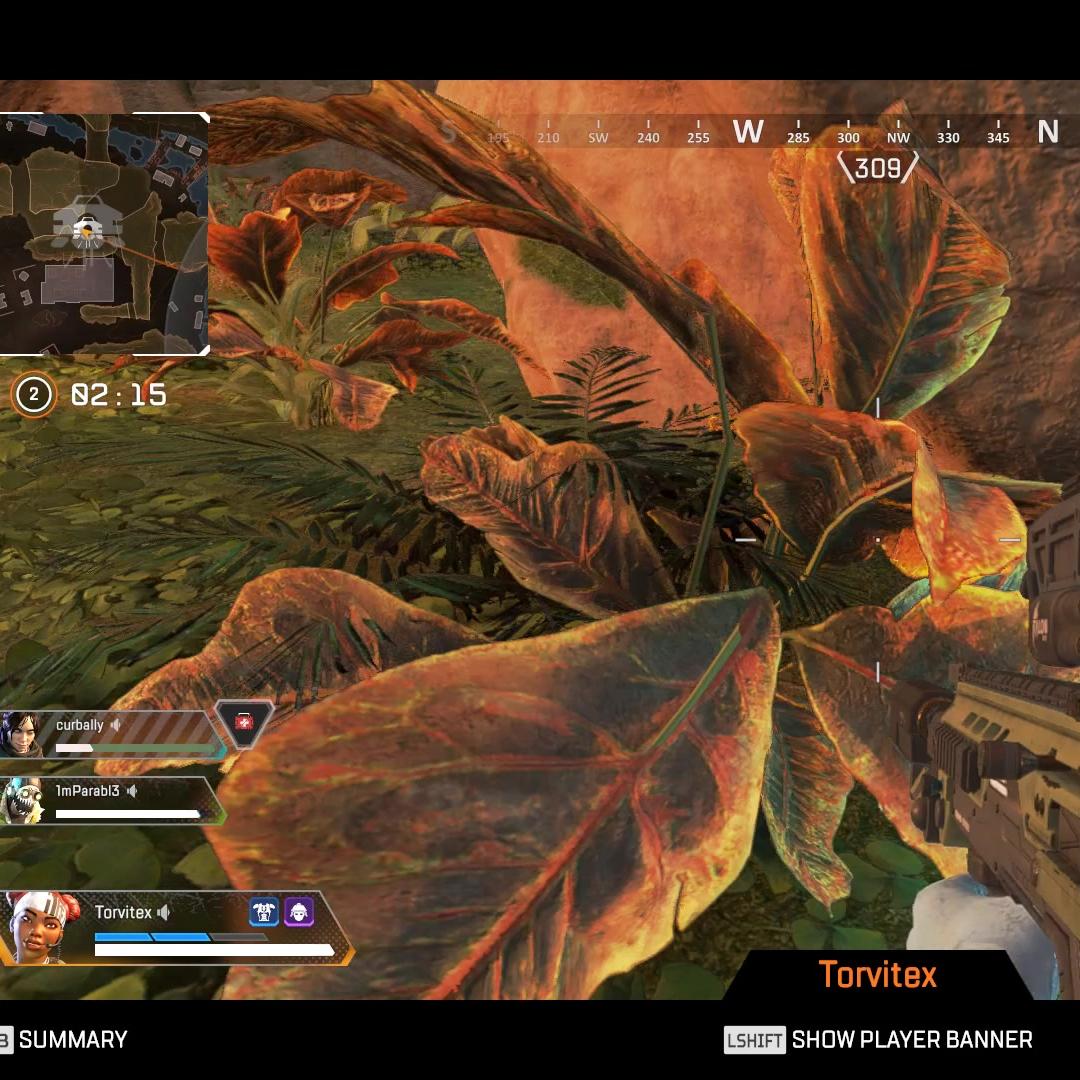 S 195 210 SW 240 255 W 285 300 NW 330 345 N
309
2 02:15
curbally
1mParabl3
Torvitex
Torvitex
SUMMARY
LSHIFT SHOW PLAYER BANNER